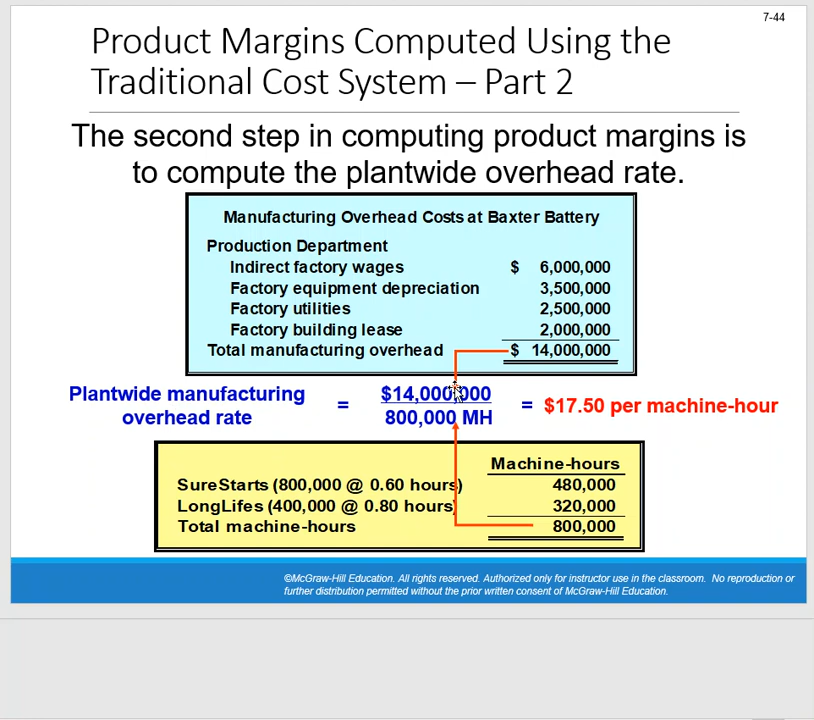 7-44
Product Margins Computed Using the
Traditional Cost System – Part 2
The second step in computing product margins is
to compute the plantwide overhead rate.
Manufacturing Overhead Costs at Baxter Battery
Production Department
Indirect factory wages $ 6,000,000
Factory equipment depreciation 3,500,000
Factory utilities 2,500,000
Factory building lease 2,000,000
Total manufacturing overhead $ 14,000,000
Plantwide manufacturing
overhead rate
=
$14,000,000
800,000 MH
= $17.50 per machine-hour
Machine-hours
SureStarts (800,000 @ 0.60 hours) 480,000
LongLifes (400,000 @ 0.80 hours) 320,000
Total machine-hours 800,000
©McGraw-Hill Education. All rights reserved. Authorized only for instructor use in the classroom. No reproduction or
further distribution permitted without the prior written consent of McGraw-Hill Education.